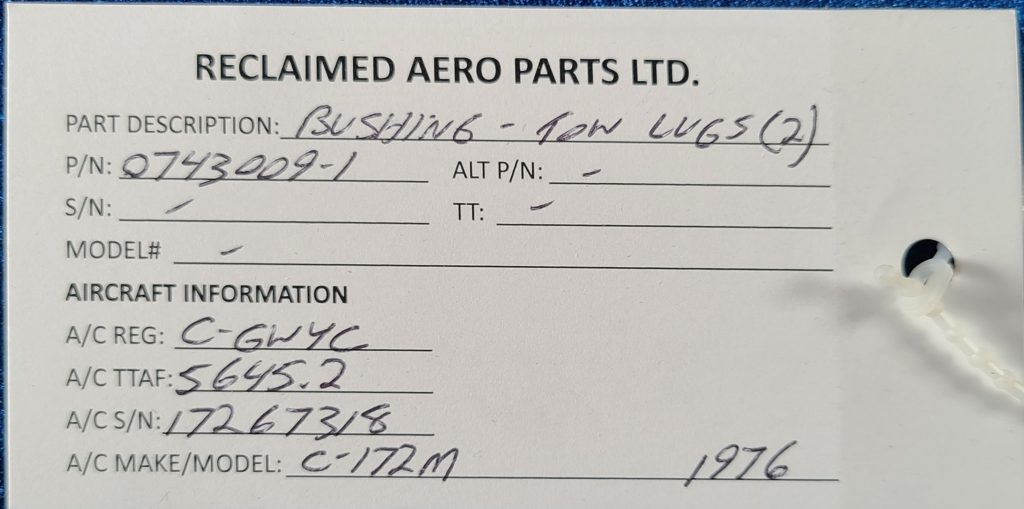 RECLAIMED AERO PARTS LTD.
PART DESCRIPTION: BUSHING - TOW LUGS (2)
P/N: 0743009-1 ALT P/N: -
S/N: - TT: -
MODEL# -
AIRCRAFT INFORMATION
A/C REG: C-GWYC
A/C TTAF: 5645.2
A/C S/N: 17267318
A/C MAKE/MODEL: C-172M 1976